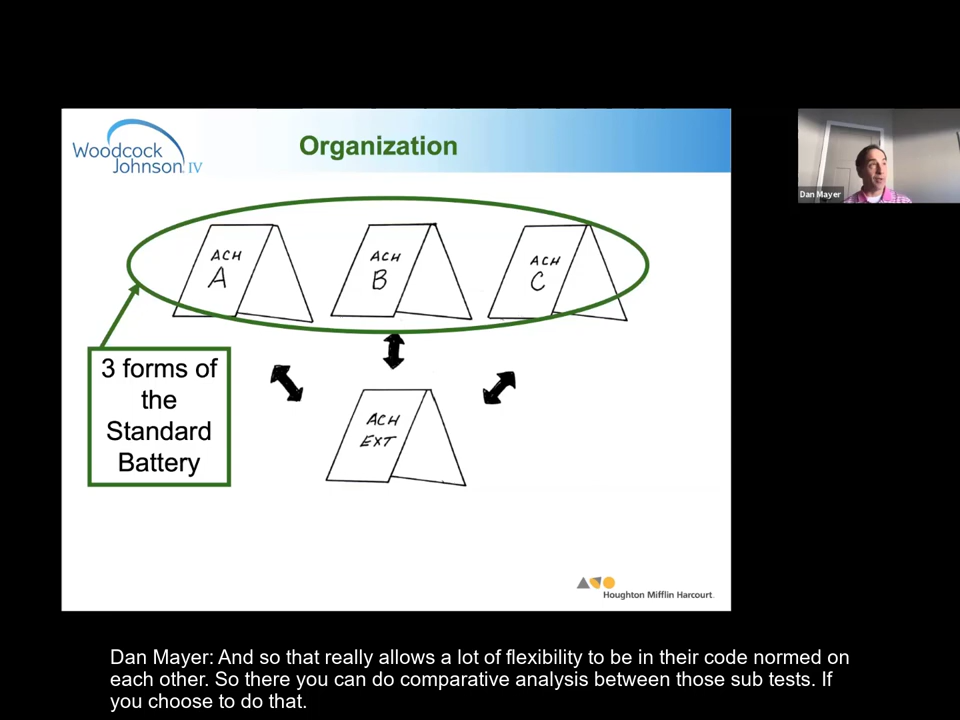 Woodcock
Johnson IV
Organization
Dan Mayer
ACH
A
ACH
B
ACH
C
3 forms of
the
Standard
Battery
ACH
EXT
Houghton Mifflin Harcourt
Dan Mayer: And so that really allows a lot of flexibility to be in their code normed on
each other. So there you can do comparative analysis between those sub tests. If
you choose to do that.